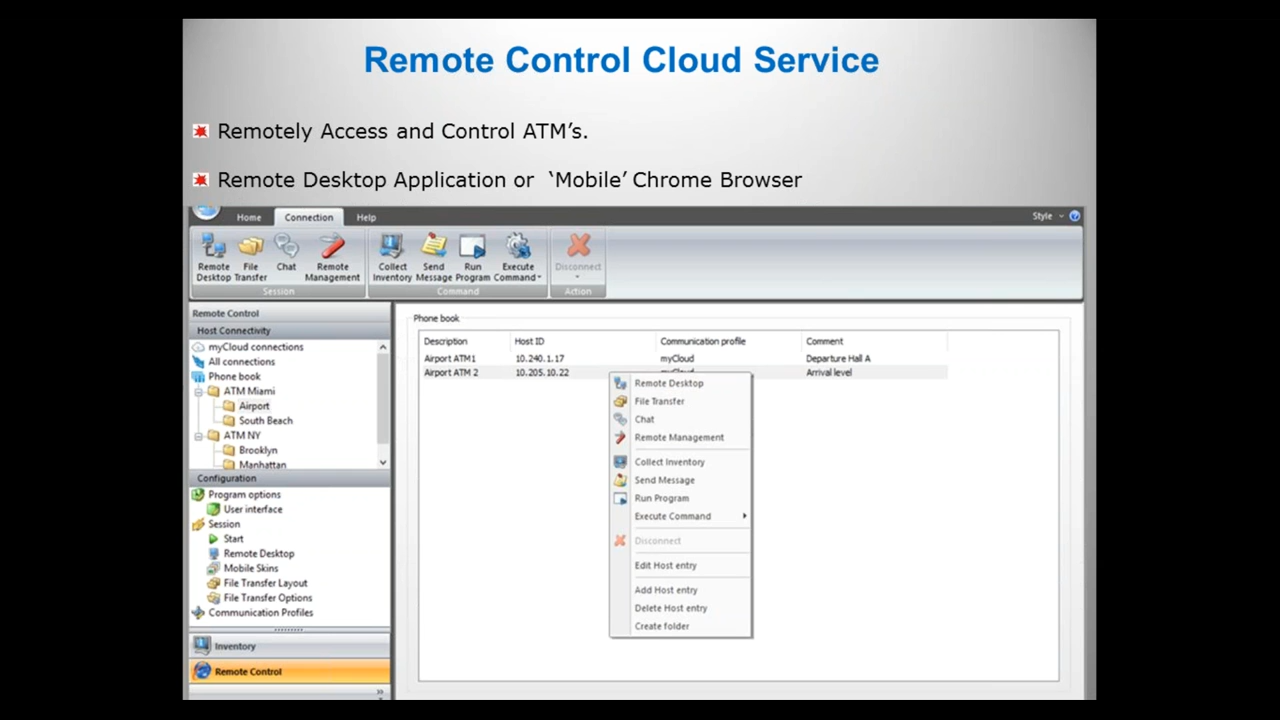 Remote Control Cloud Service
Remotely Access and Control ATM’s.
Remote Desktop Application or ‘Mobile’ Chrome Browser
Home Connection Help Style
Remote Desktop
File Transfer
Chat
Remote Management
Collect Inventory
Send Message
Run Program
Execute Command
Disconnect
Session Command Action
Remote Control
Host Connectivity
myCloud connections
All connections
Phone book
ATM Miami
Airport
South Beach
ATM NY
Brooklyn
Manhattan
Configuration
Program options
User interface
Session
Start
Remote Desktop
Mobile Skins
File Transfer Layout
File Transfer Options
Communication Profiles
Inventory
Remote Control
Phone book
Description Host ID Communication profile Comment
Airport ATM1 10.240.1.17 myCloud Departure Hall A
Airport ATM 2 10.205.10.22 myCloud Arrival level
Remote Desktop
File Transfer
Chat
Remote Management
Collect Inventory
Send Message
Run Program
Execute Command
Disconnect
Edit Host entry
Add Host entry
Delete Host entry
Create folder